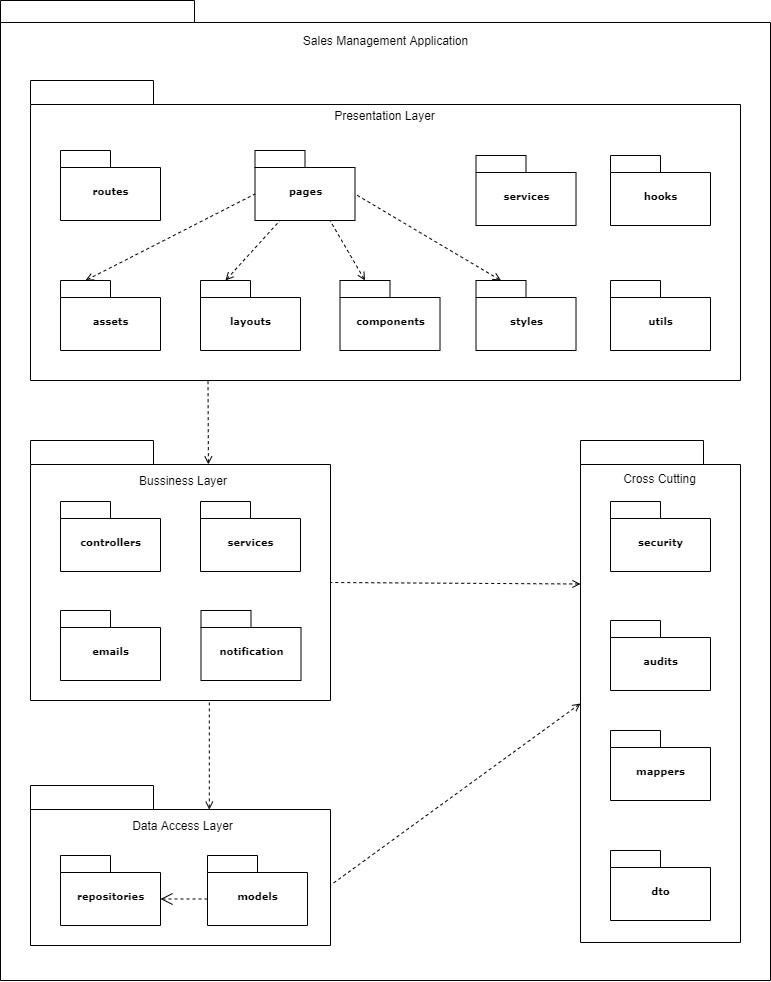 Sales Management Application
Presentation Layer
routes
pages
services
hooks
assets
layouts
components
styles
utils
Bussiness Layer
controllers
services
emails
notification
Cross Cutting
security
audits
mappers
dto
Data Access Layer
repositories
models